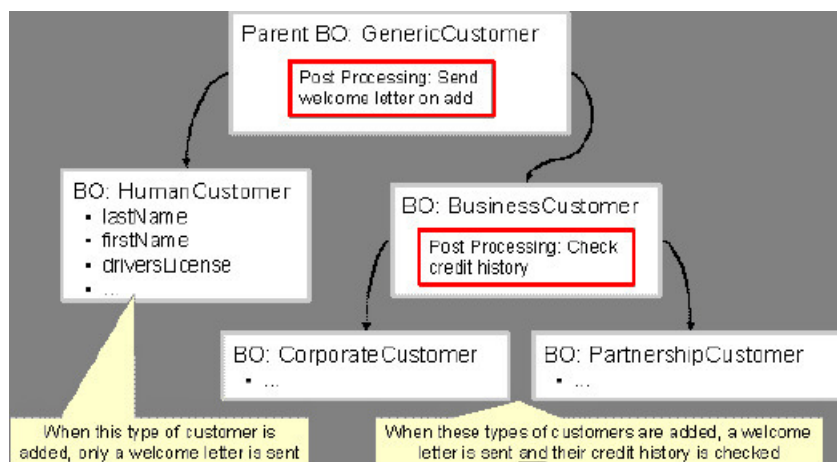 Parent BO: GenericCustomer
Post Processing: Send
welcome letter on add
BO: HumanCustomer
• lastName
• firstName
• driversLicense
• ...
BO: BusinessCustomer
Post Processing: Check
credit history
BO: CorporateCustomer
• ...
BO: PartnershipCustomer
• ...
When this type of customer is
added, only a welcome letter is sent
When these types of customers are added, a welcome
letter is sent and their credit history is checked